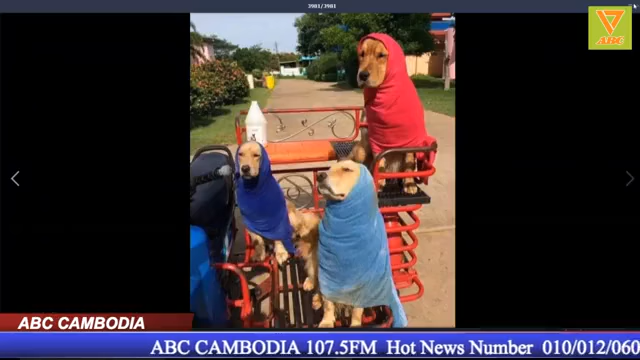 3981/3981
ABC
ABC CAMBODIA
ABC CAMBODIA 107.5FM Hot News Number 010/012/060